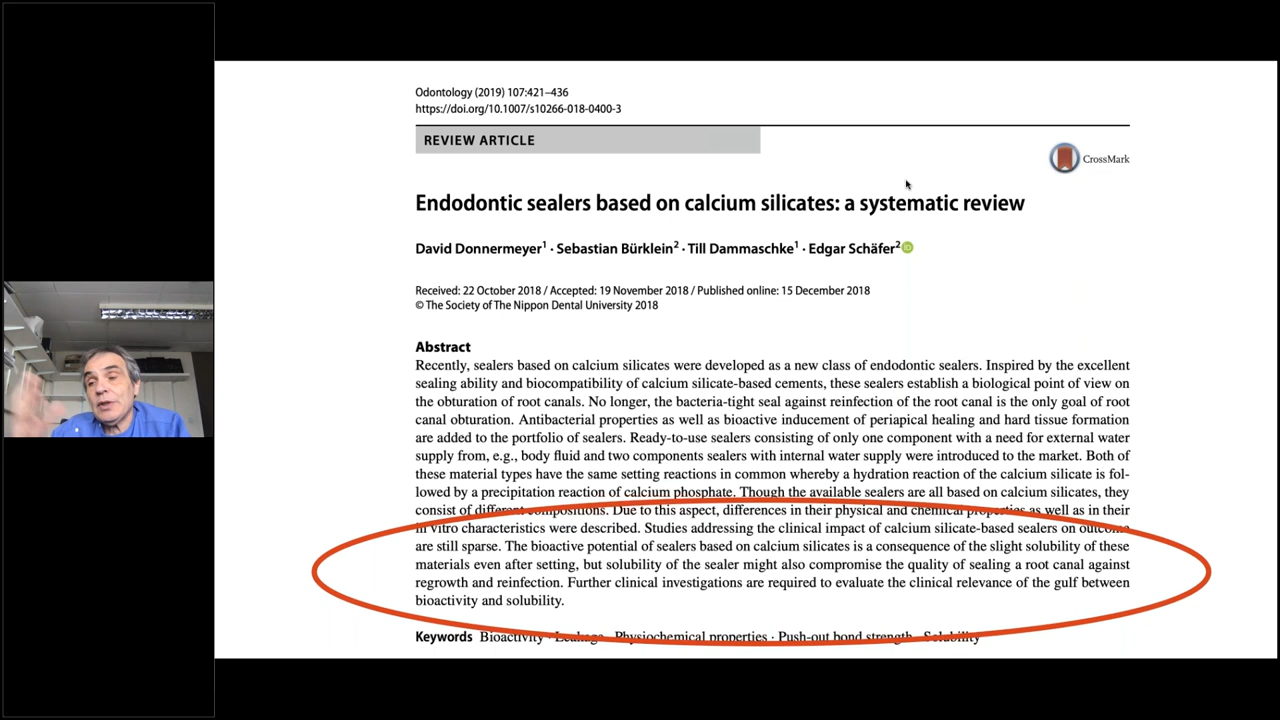 Odontology (2019) 107:421–436
https://doi.org/10.1007/s10266-018-0400-3
REVIEW ARTICLE
CrossMark
Endodontic sealers based on calcium silicates: a systematic review
David Donnermeyer1 · Sebastian Bürklein2 · Till Dammaschke1 · Edgar Schäfer2
Received: 22 October 2018 / Accepted: 19 November 2018 / Published online: 15 December 2018
© The Society of The Nippon Dental University 2018
Abstract
Recently, sealers based on calcium silicates were developed as a new class of endodontic sealers. Inspired by the excellent
sealing ability and biocompatibility of calcium silicate-based cements, these sealers establish a biological point of view on
the obturation of root canals. No longer, the bacteria-tight seal against reinfection of the root canal is the only goal of root
canal obturation. Antibacterial properties as well as bioactive inducement of periapical healing and hard tissue formation
are added to the portfolio of sealers. Ready-to-use sealers consisting of only one component with a need for external water
supply from, e.g., body fluid and two components sealers with internal water supply were introduced to the market. Both of
these material types have the same setting reactions in common whereby a hydration reaction of the calcium silicate is fol-
lowed by a precipitation reaction of calcium phosphate. Though the available sealers are all based on calcium silicates, they
consist of different compositions. Due to this aspect, differences in their physical and chemical properties as well as in their
in vitro characteristics were described. Studies addressing the clinical impact of calcium silicate-based sealers on outcome
are still sparse. The bioactive potential of sealers based on calcium silicates is a consequence of the slight solubility of these
materials even after setting, but solubility of the sealer might also compromise the quality of sealing a root canal against
regrowth and reinfection. Further clinical investigations are required to evaluate the clinical relevance of the gulf between
bioactivity and solubility.
Keywords Bioactivity · Leakage · Physiochemical properties · Push-out bond strength · Solubility